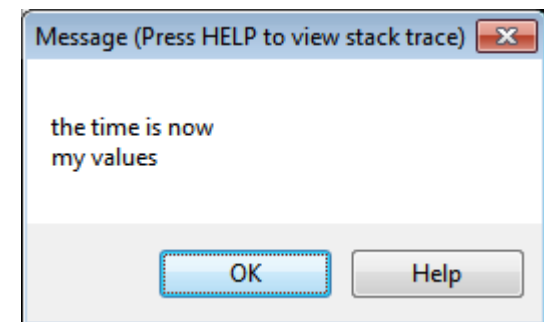 Message (Press HELP to view stack trace)
the time is now
my values
OK
Help